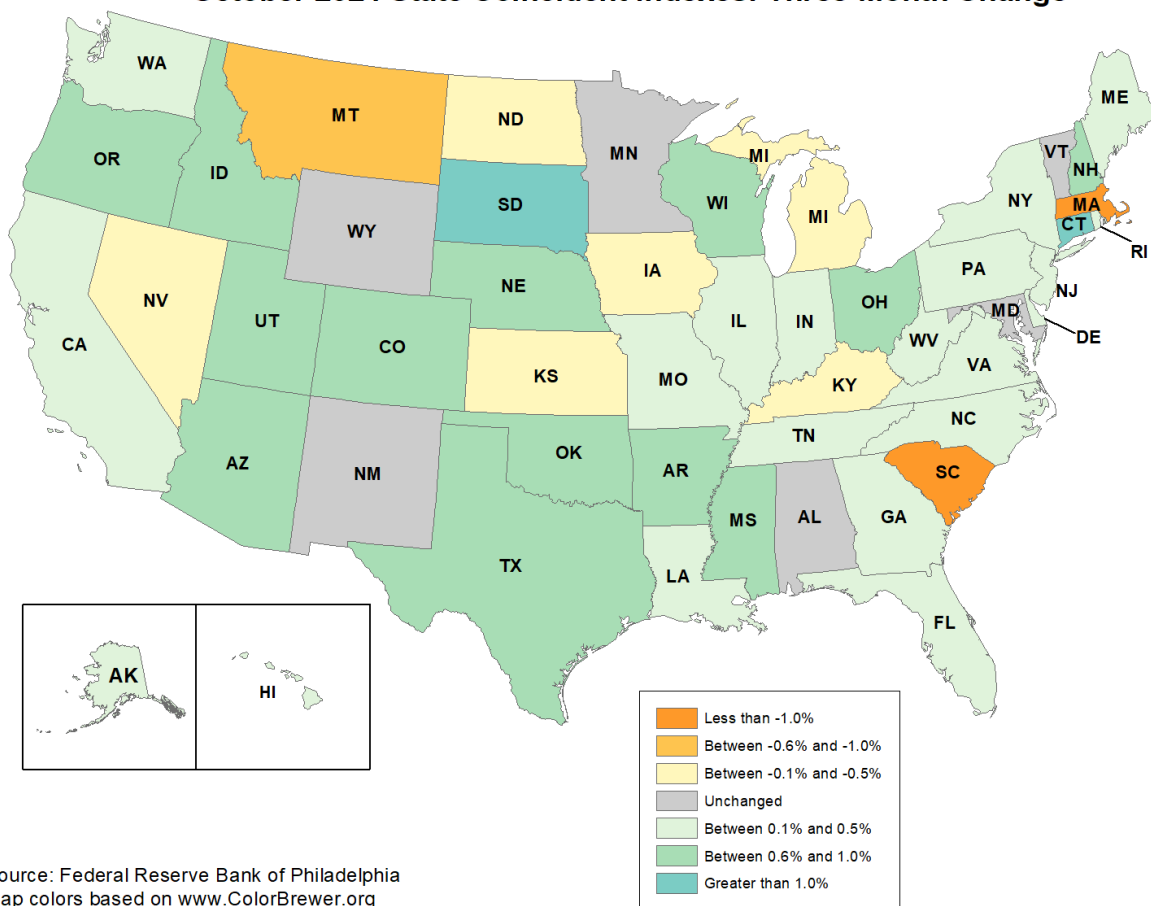 WA
ME
MT
ND
MN
VT
OR
MI
NH
ID
SD
WI
MI
NY
MA
CT
RI
WY
IA
PA
NV
NE
NJ
UT
OH
MD
IL
IN
DE
CA
CO
WV
VA
KS
MO
KY
NC
TN
AZ
OK
AR
SC
NM
MS
AL
GA
TX
LA
FL
AK
HI
Less than -1.0%
Between -0.6% and -1.0%
Between -0.1% and -0.5%
Unchanged
Between 0.1% and 0.5%
Between 0.6% and 1.0%
Greater than 1.0%
ource: Federal Reserve Bank of Philadelphia
ap colors based on www.ColorBrewer.org